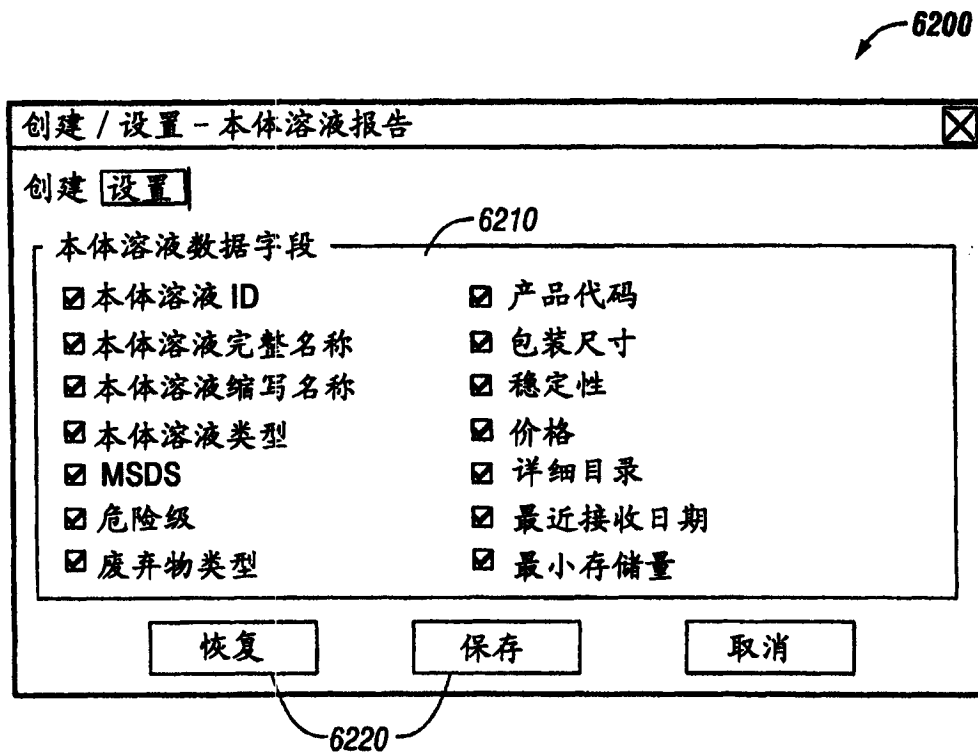 6200
创建 / 设置 - 本体溶液报告
创建 设置
6210
本体溶液数据字段
本体溶液 ID
产品代码
本体溶液完整名称
包装尺寸
本体溶液缩写名称
稳定性
本体溶液类型
价格
MSDS
详细目录
危险级
最近接收日期
废弃物类型
最小存储量
恢复 保存 取消
6220